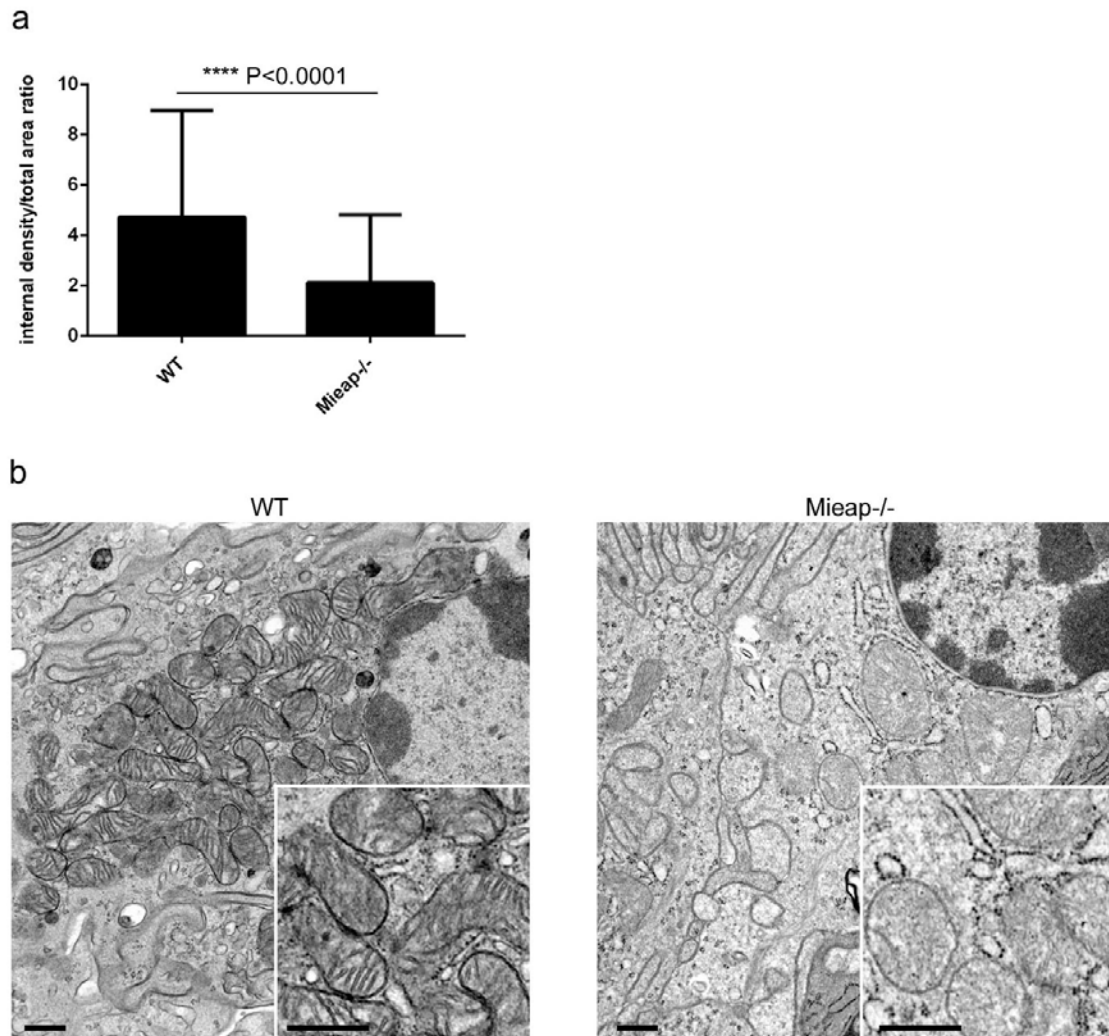 a
**** P<0.0001
10
8
6
4
2
0
internal density/total area ratio
WT
Mieap-/-
b
WT
Mieap-/-